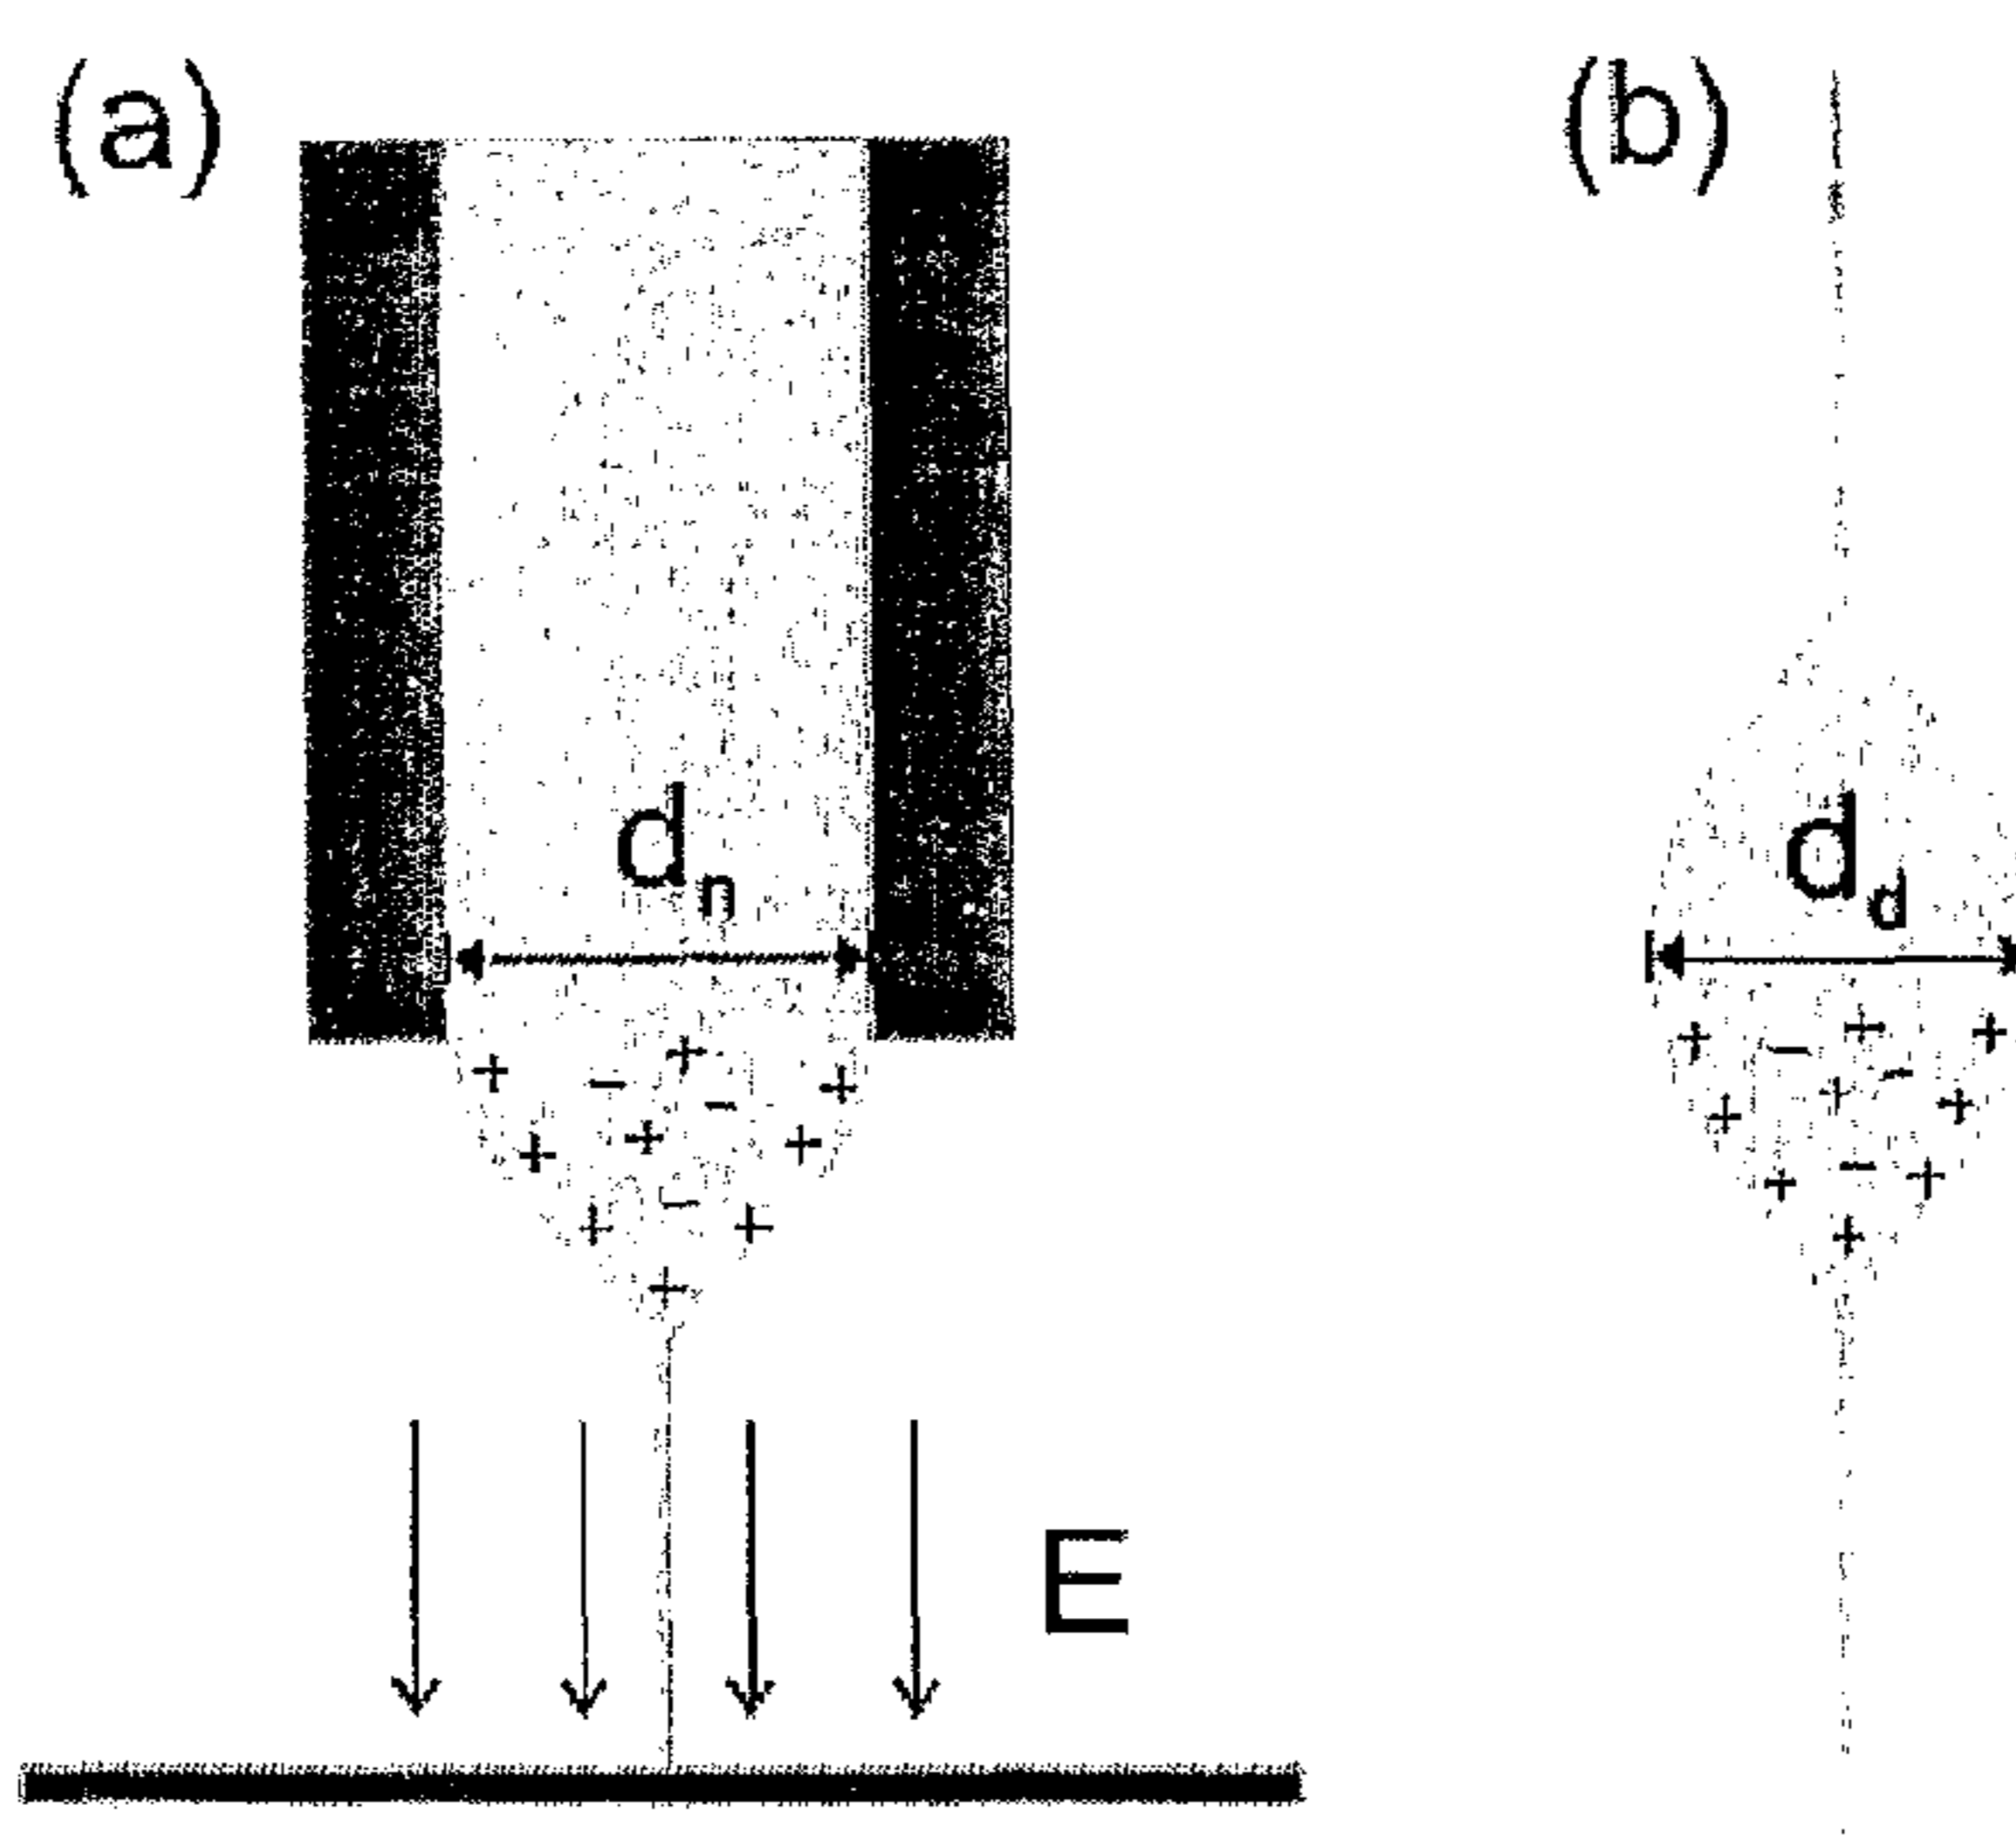 (a)
(b)
dn
dd
+ − + +
+ + − +
+ − +
+
+ − + +
+ + − +
+ − +
+
E